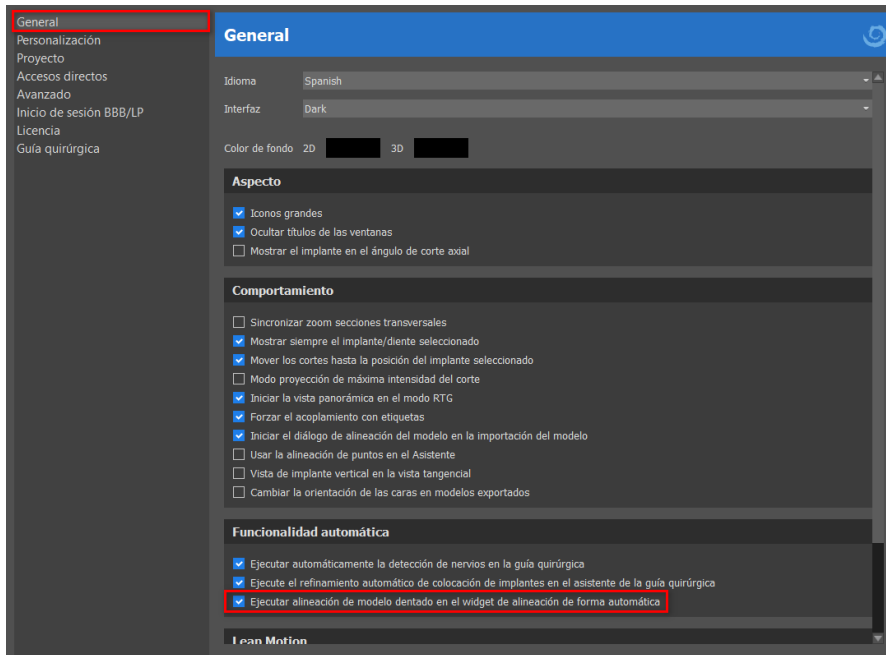 General
Personalización
Proyecto
Accesos directos
Avanzado
Inicio de sesión BBB/LP
Licencia
Guía quirúrgica
General
Idioma Spanish
Interfaz Dark
Color de fondo 2D 3D
Aspecto
Iconos grandes
Ocultar títulos de las ventanas
Mostrar el implante en el ángulo de corte axial
Comportamiento
Sincronizar zoom secciones transversales
Mostrar siempre el implante/diente seleccionado
Mover los cortes hasta la posición del implante seleccionado
Modo proyección de máxima intensidad del corte
Iniciar la vista panorámica en el modo RTG
Forzar el acoplamiento con etiquetas
Iniciar el diálogo de alineación del modelo en la importación del modelo
Usar la alineación de puntos en el Asistente
Vista de implante vertical en la vista tangencial
Cambiar la orientación de las caras en modelos exportados
Funcionalidad automática
Ejecutar automáticamente la detección de nervios en la guía quirúrgica
Ejecute el refinamiento automático de colocación de implantes en el asistente de la guía quirúrgica
Ejecutar alineación de modelo dentado en el widget de alineación de forma automática
Leap Motion